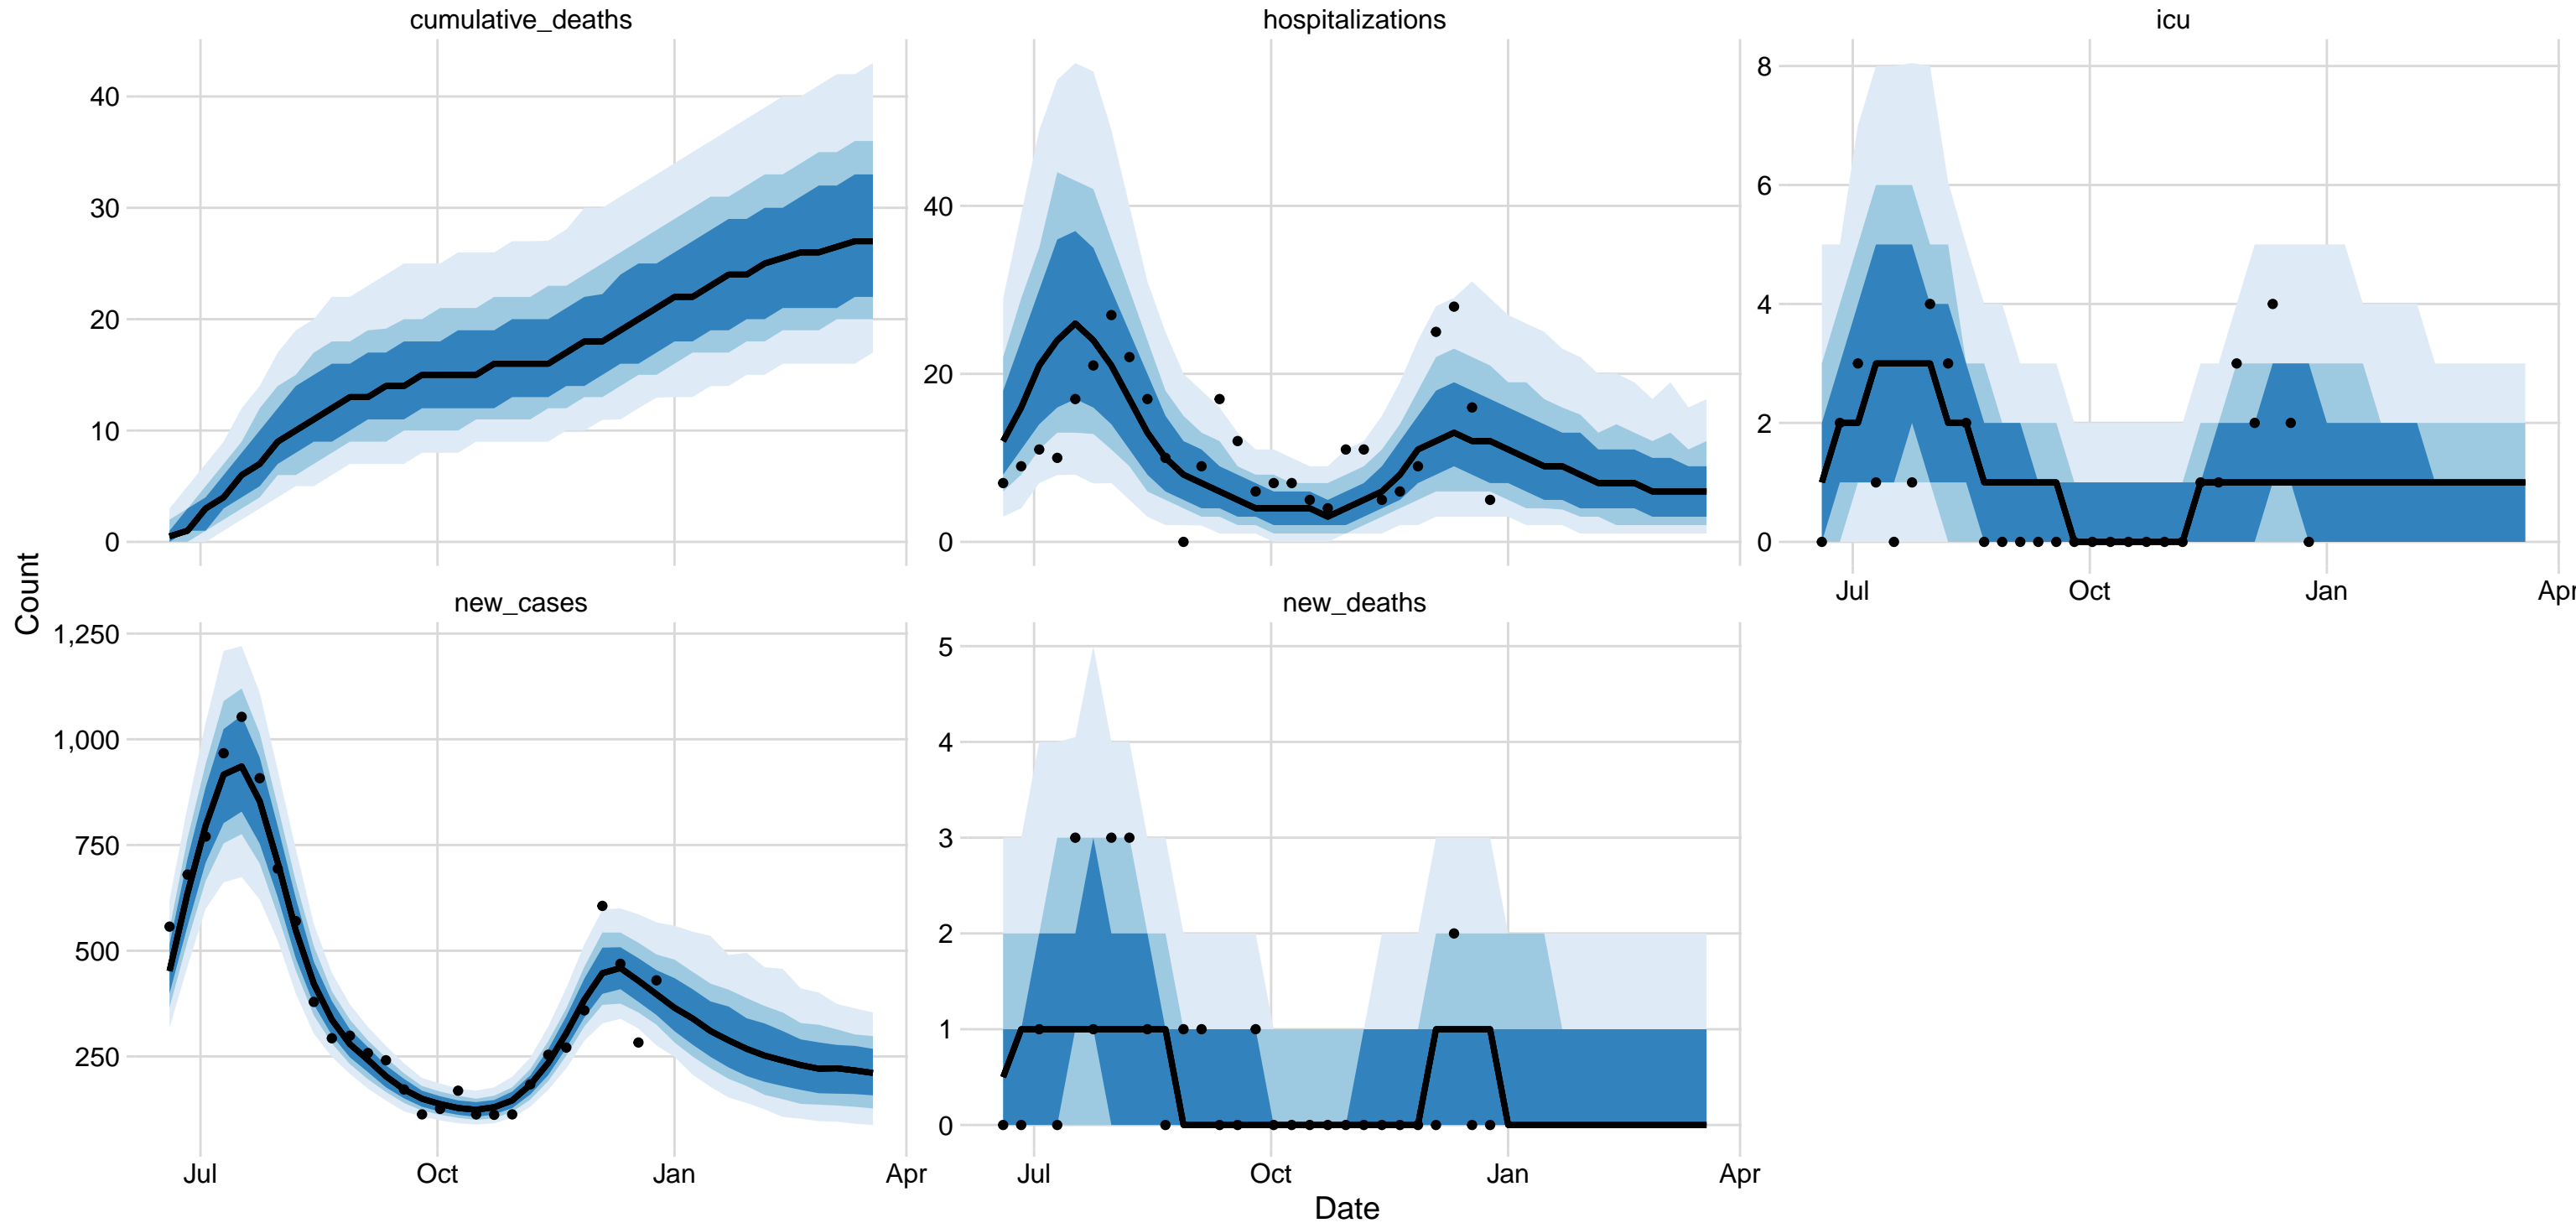 cumulative_deaths
hospitalizations
icu
40
30
20
10
0
40
20
0
8
6
4
2
0
Jul
Oct
Jan
Apr
Count
new_cases
new_deaths
1,250
1,000
750
500
250
5
4
3
2
1
0
Jul
Oct
Jan
Apr
Jul
Oct
Jan
Apr
Date